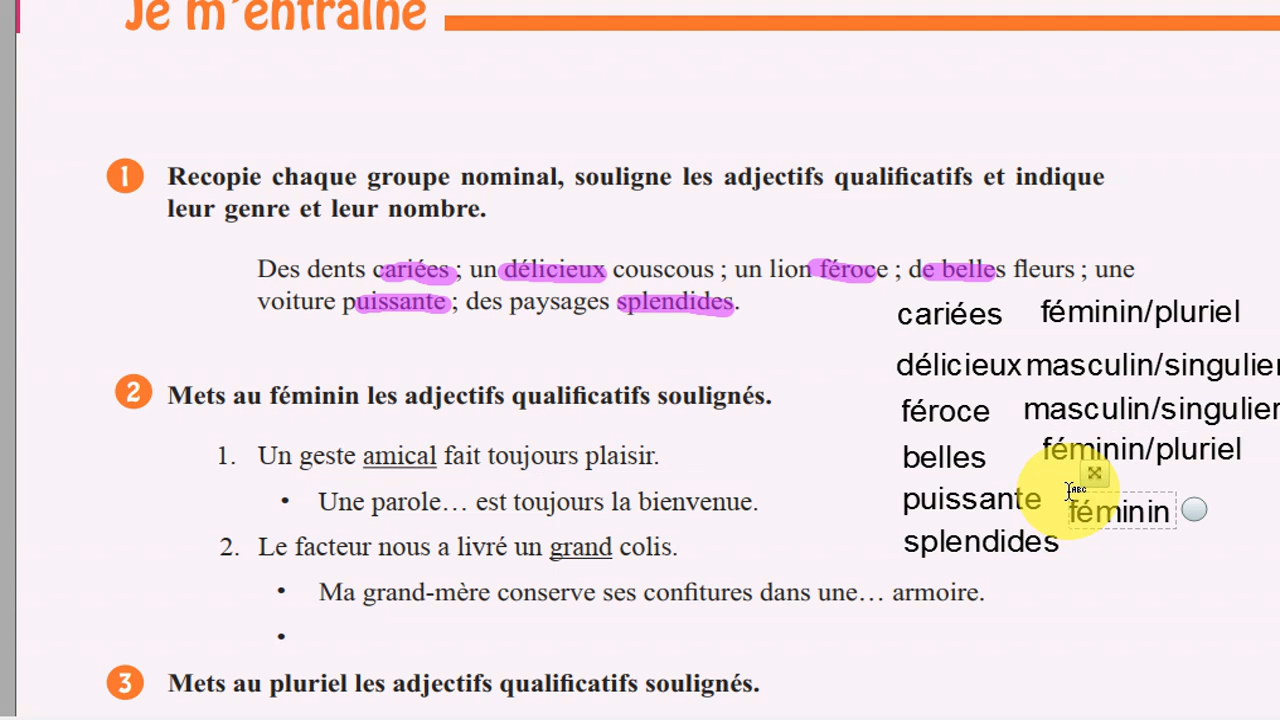 Je m'entraîne
1 Recopie chaque groupe nominal, souligne les adjectifs qualificatifs et indique
leur genre et leur nombre.
Des dents cariées ; un délicieux couscous ; un lion féroce ; de belles fleurs ; une
voiture puissante ; des paysages splendides.
cariées féminin/pluriel
délicieux masculin/singulier
féroce masculin/singulier
belles féminin/pluriel
puissante féminin
splendides
2 Mets au féminin les adjectifs qualificatifs soulignés.
1. Un geste amical fait toujours plaisir.
• Une parole… est toujours la bienvenue.
2. Le facteur nous a livré un grand colis.
• Ma grand-mère conserve ses confitures dans une… armoire.
•
3 Mets au pluriel les adjectifs qualificatifs soulignés.